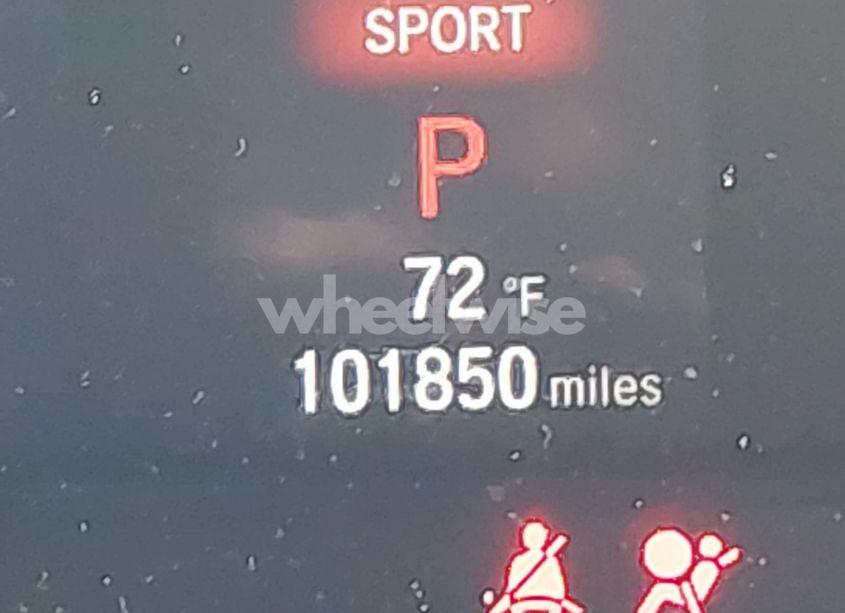 SPORT
P
72 °F
wheelwise
101850 miles